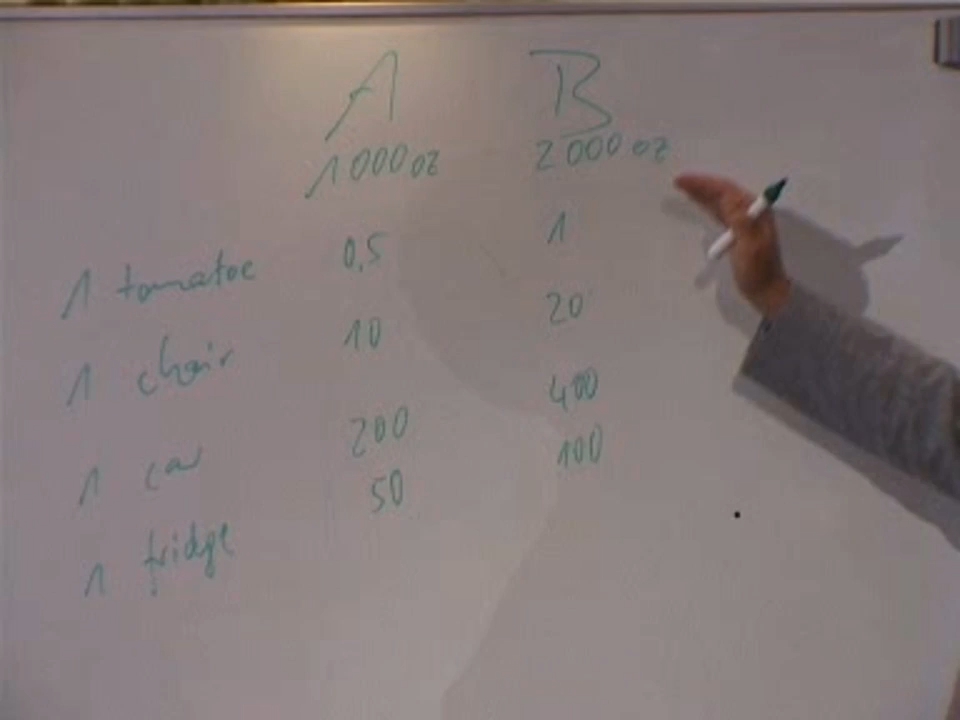 A B
1000 oz 2000 oz
1 tomatoe 0,5 1
1 chair 10 20
1 car 200 400
1 fridge 50 100